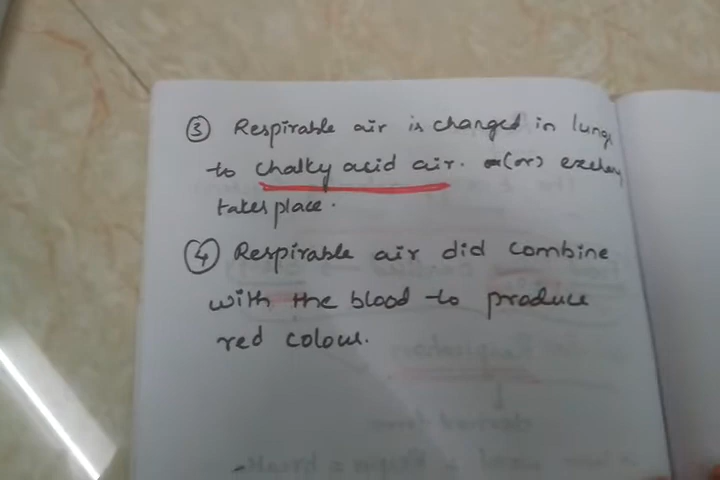 ③ Respirable air is changed in lungs
to chalky acid air. (or) exchang
takes place.
④ Respirable air did combine
with the blood to produce
red colour.